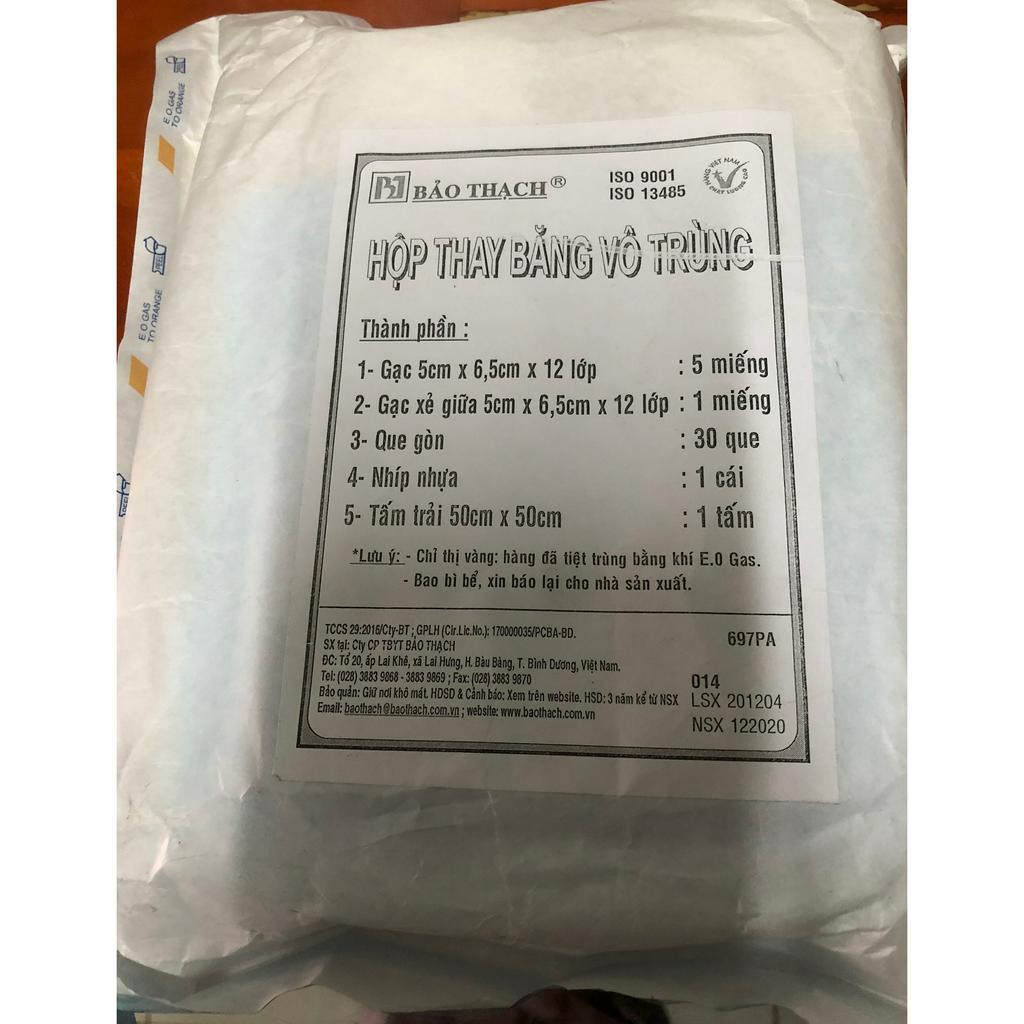 E.O GAS
TO ORANGE
E.O GAS
TO ORANGE
BẢO THẠCH®
ISO 9001
ISO 13485
HÀNG VIỆT NAM
CHẤT LƯỢNG CAO
HỘP THAY BĂNG VÔ TRÙNG
Thành phần :
1- Gạc 5cm x 6,5cm x 12 lớp : 5 miếng
2- Gạc xẻ giữa 5cm x 6,5cm x 12 lớp : 1 miếng
3- Que gòn : 30 que
4- Nhíp nhựa : 1 cái
5- Tấm trải 50cm x 50cm : 1 tấm
*Lưu ý: - Chỉ thị vàng: hàng đã tiệt trùng bằng khí E.O Gas.
- Bao bì bể, xin báo lại cho nhà sản xuất.
TCCS 29:2016/Cty-BT ; GPLH (Cir.Lic.No.): 170000035/PCBA-BD.
SX tại: Cty CP TBYT BẢO THẠCH
ĐC: Tổ 20, ấp Lai Khê, xã Lai Hưng, H. Bàu Bàng, T. Bình Dương, Việt Nam.
Tel: (028) 3883 9868 - 3883 9869 ; Fax: (028) 3883 9870
Bảo quản: Giữ nơi khô mát. HDSD & Cảnh báo: Xem trên website. HSD: 3 năm kể từ NSX
Email: baothach@baothach.com.vn ; website: www.baothach.com.vn
697PA
014
LSX 201204
NSX 122020